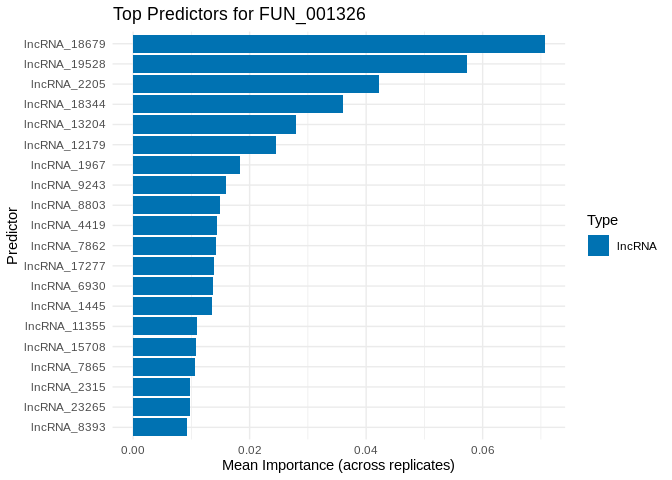 Top Predictors for FUN_001326
Predictor
lncRNA_18679
lncRNA_19528
lncRNA_2205
lncRNA_18344
lncRNA_13204
lncRNA_12179
lncRNA_1967
lncRNA_9243
lncRNA_8803
lncRNA_4419
lncRNA_7862
lncRNA_17277
lncRNA_6930
lncRNA_1445
lncRNA_11355
lncRNA_15708
lncRNA_7865
lncRNA_2315
lncRNA_23265
lncRNA_8393
0.00 0.02 0.04 0.06
Mean Importance (across replicates)
Type
lncRNA